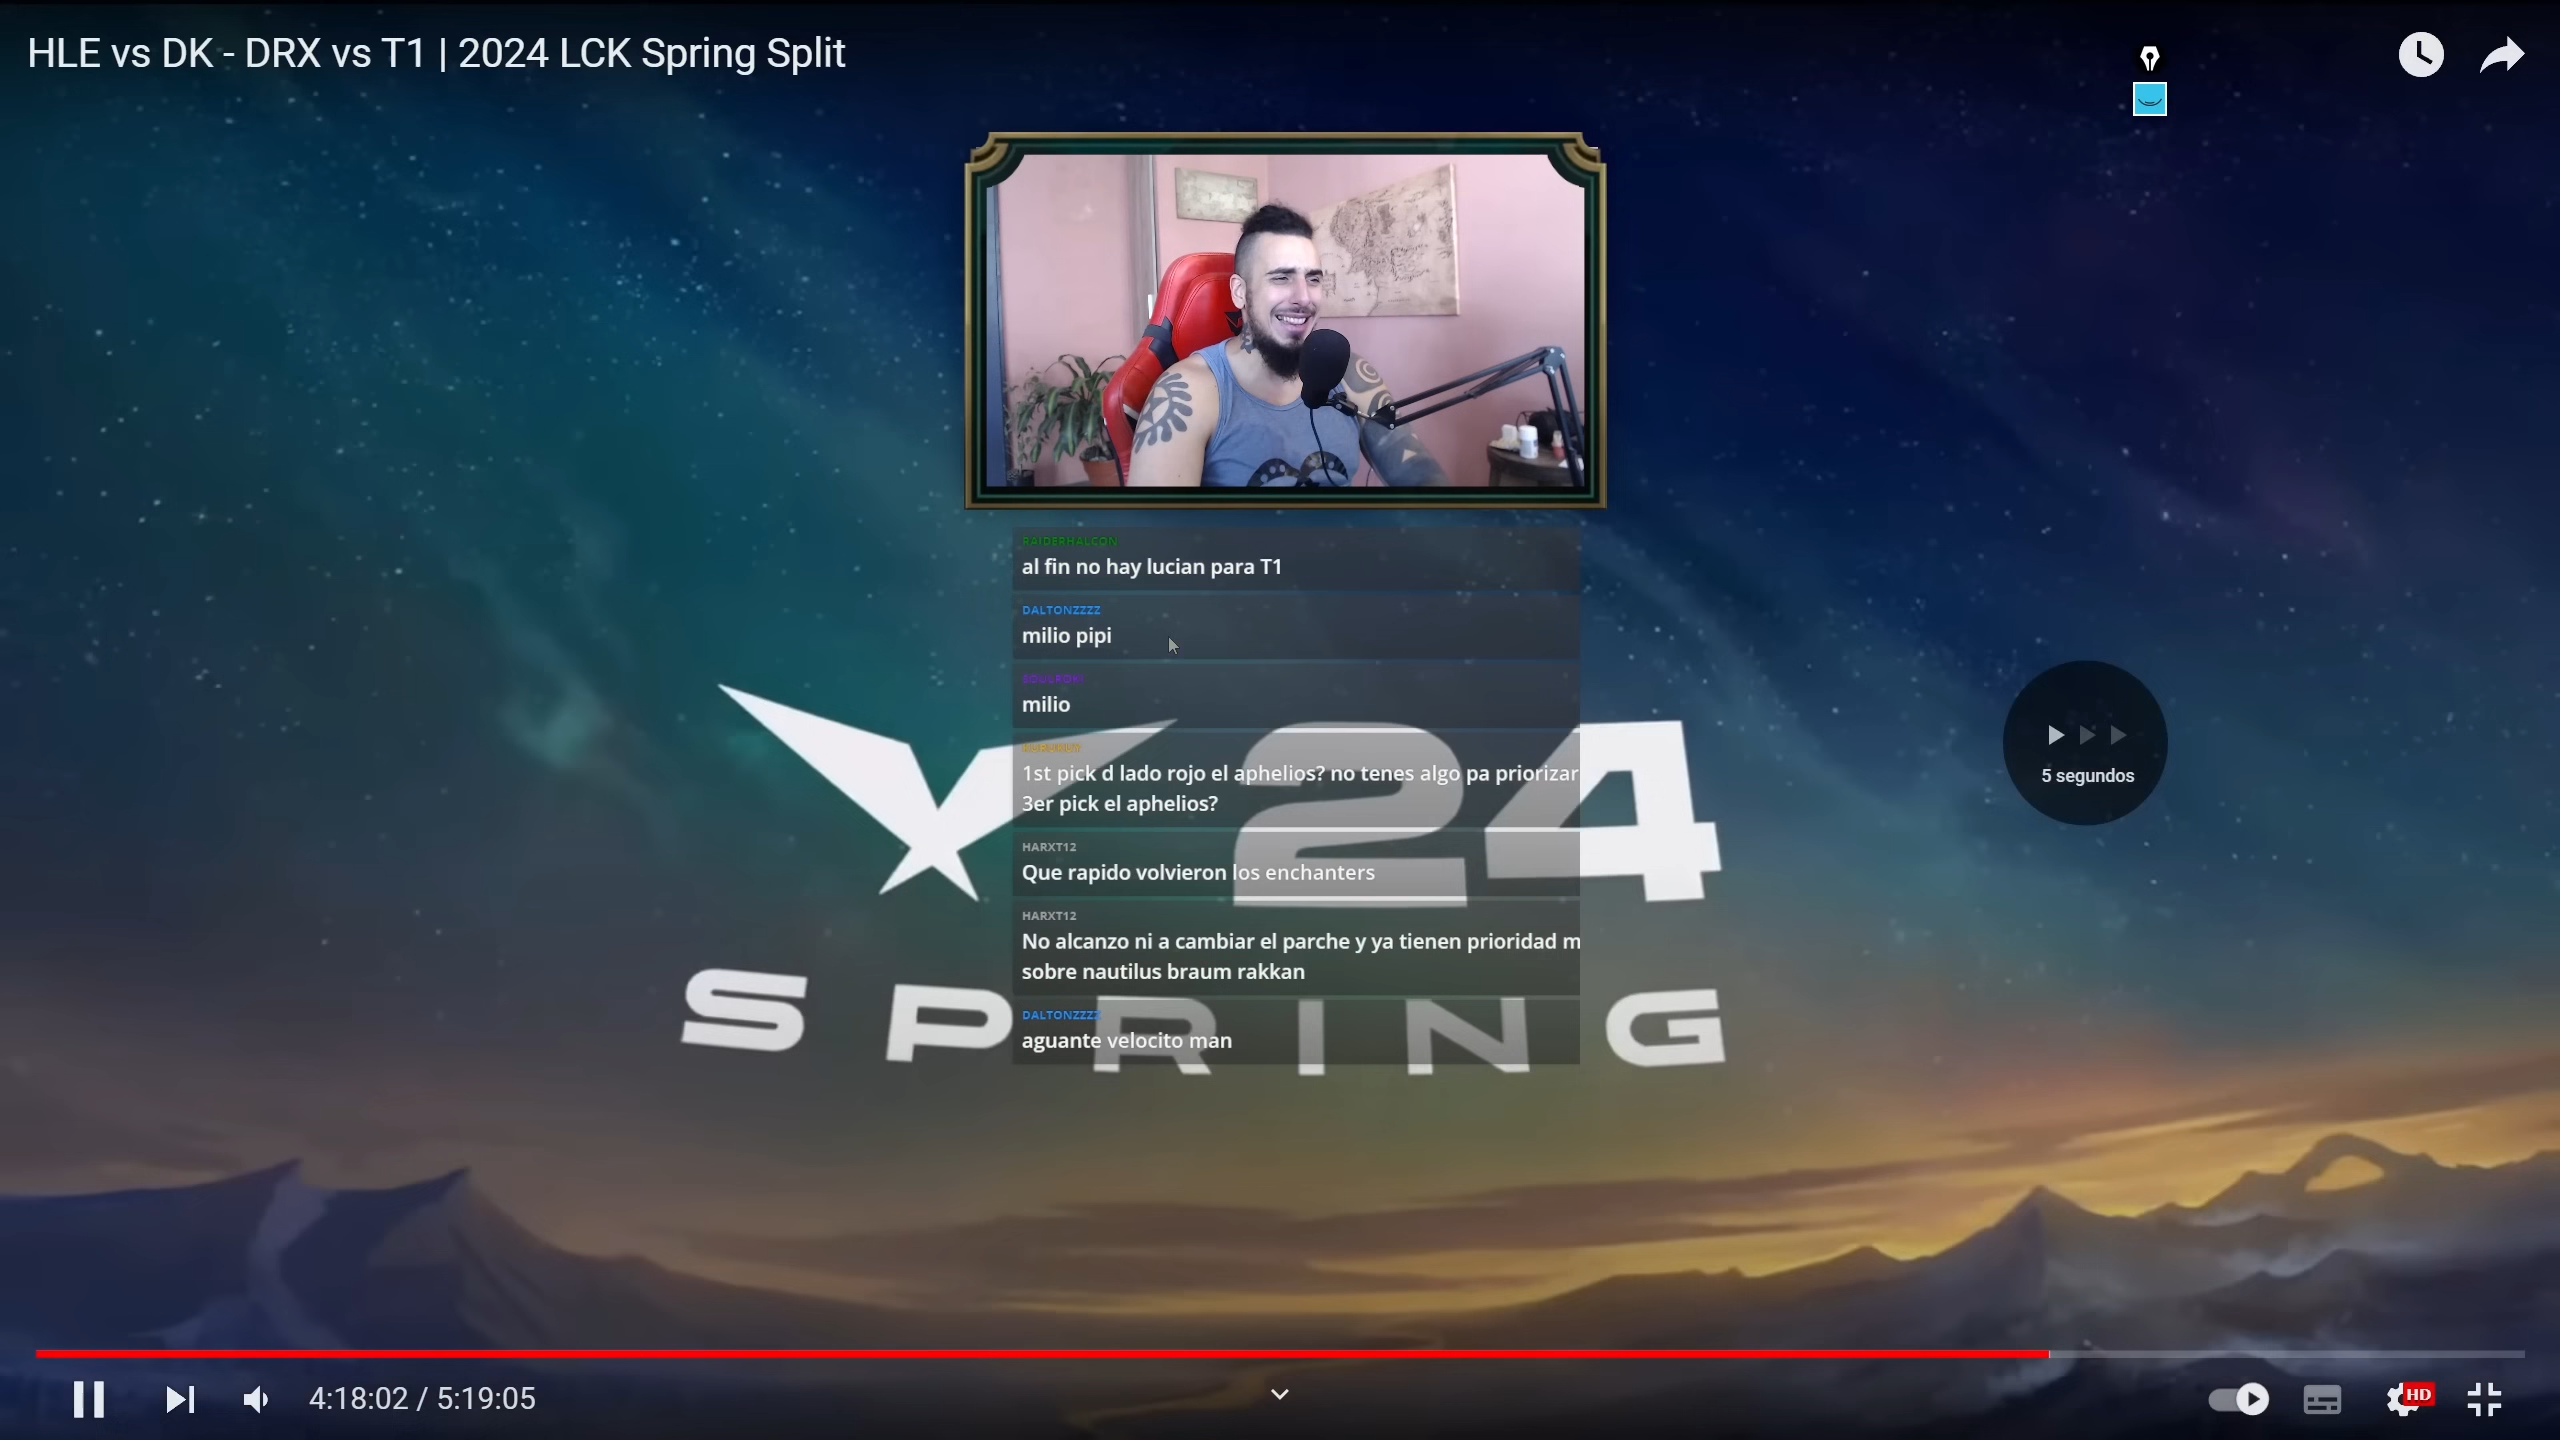 HLE vs DK - DRX vs T1 | 2024 LCK Spring Split
RAIDERHALCON
al fin no hay lucian para T1
DALTONZZZZ
milio pipi
milio
1st pick d lado rojo el aphelios? no tenes algo pa priorizar
3er pick el aphelios?
HARXT12
Que rapido volvieron los enchanters
HARXT12
No alcanzo ni a cambiar el parche y ya tienen prioridad m
sobre nautilus braum rakkan
DALTONZZZZ
aguante velocito man
24
SPRING
5 segundos
4:18:02 / 5:19:05
HD